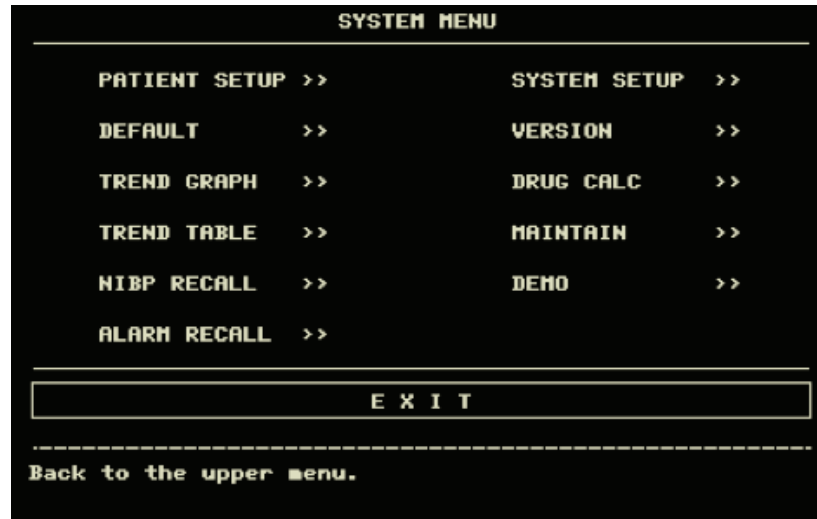 SYSTEM MENU
PATIENT SETUP >> SYSTEM SETUP >>
DEFAULT >> VERSION >>
TREND GRAPH >> DRUG CALC >>
TREND TABLE >> MAINTAIN >>
NIBP RECALL >> DEMO >>
ALARM RECALL >>
E X I T
Back to the upper menu.